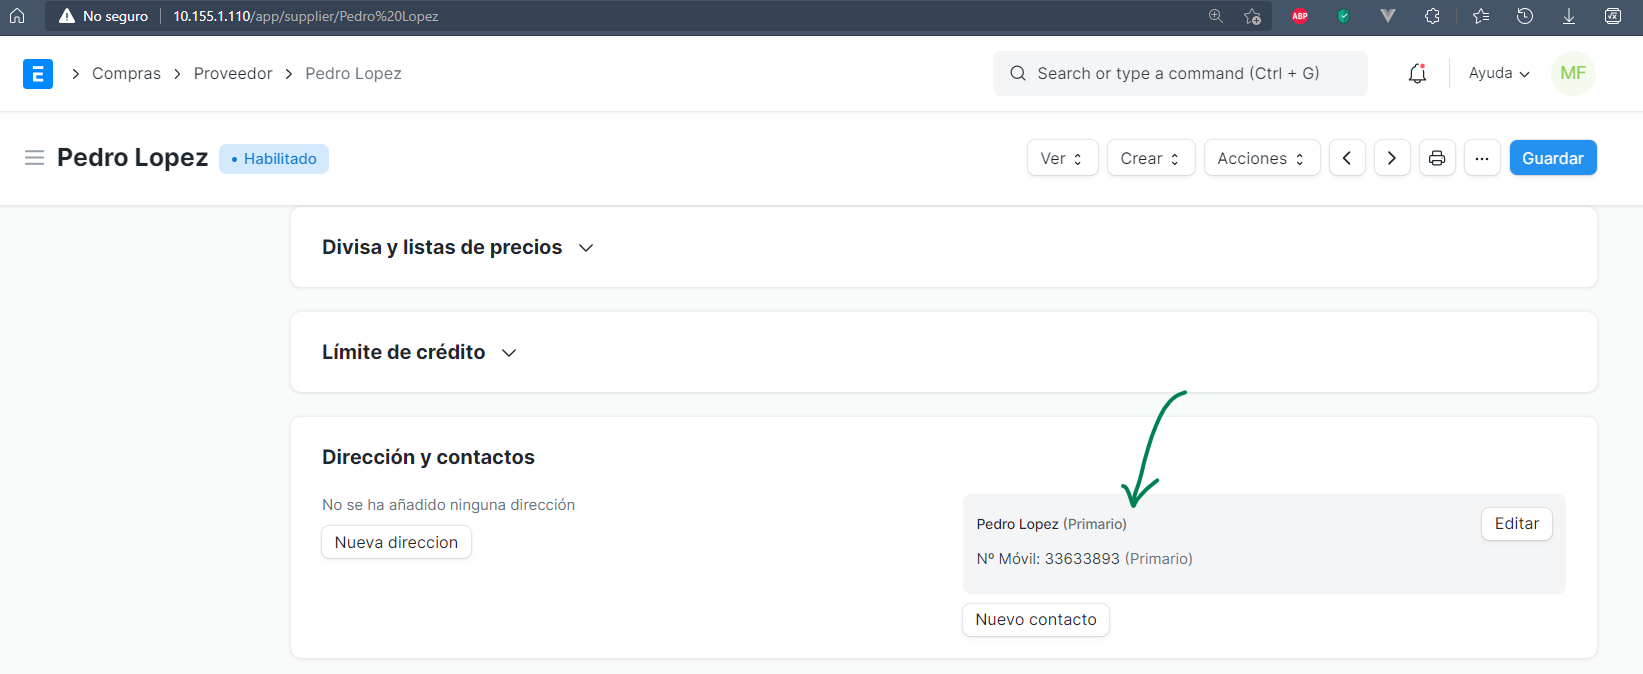 No seguro 10.155.1.110/app/supplier/Pedro%20Lopez ABP
E Compras Proveedor Pedro Lopez Search or type a command (Ctrl + G) Ayuda MF
Pedro Lopez • Habilitado Ver Crear Acciones ... Guardar
Divisa y listas de precios
Límite de crédito
Dirección y contactos
No se ha añadido ninguna dirección
Nueva direccion
Pedro Lopez (Primario) Editar
Nº Móvil: 33633893 (Primario)
Nuevo contacto